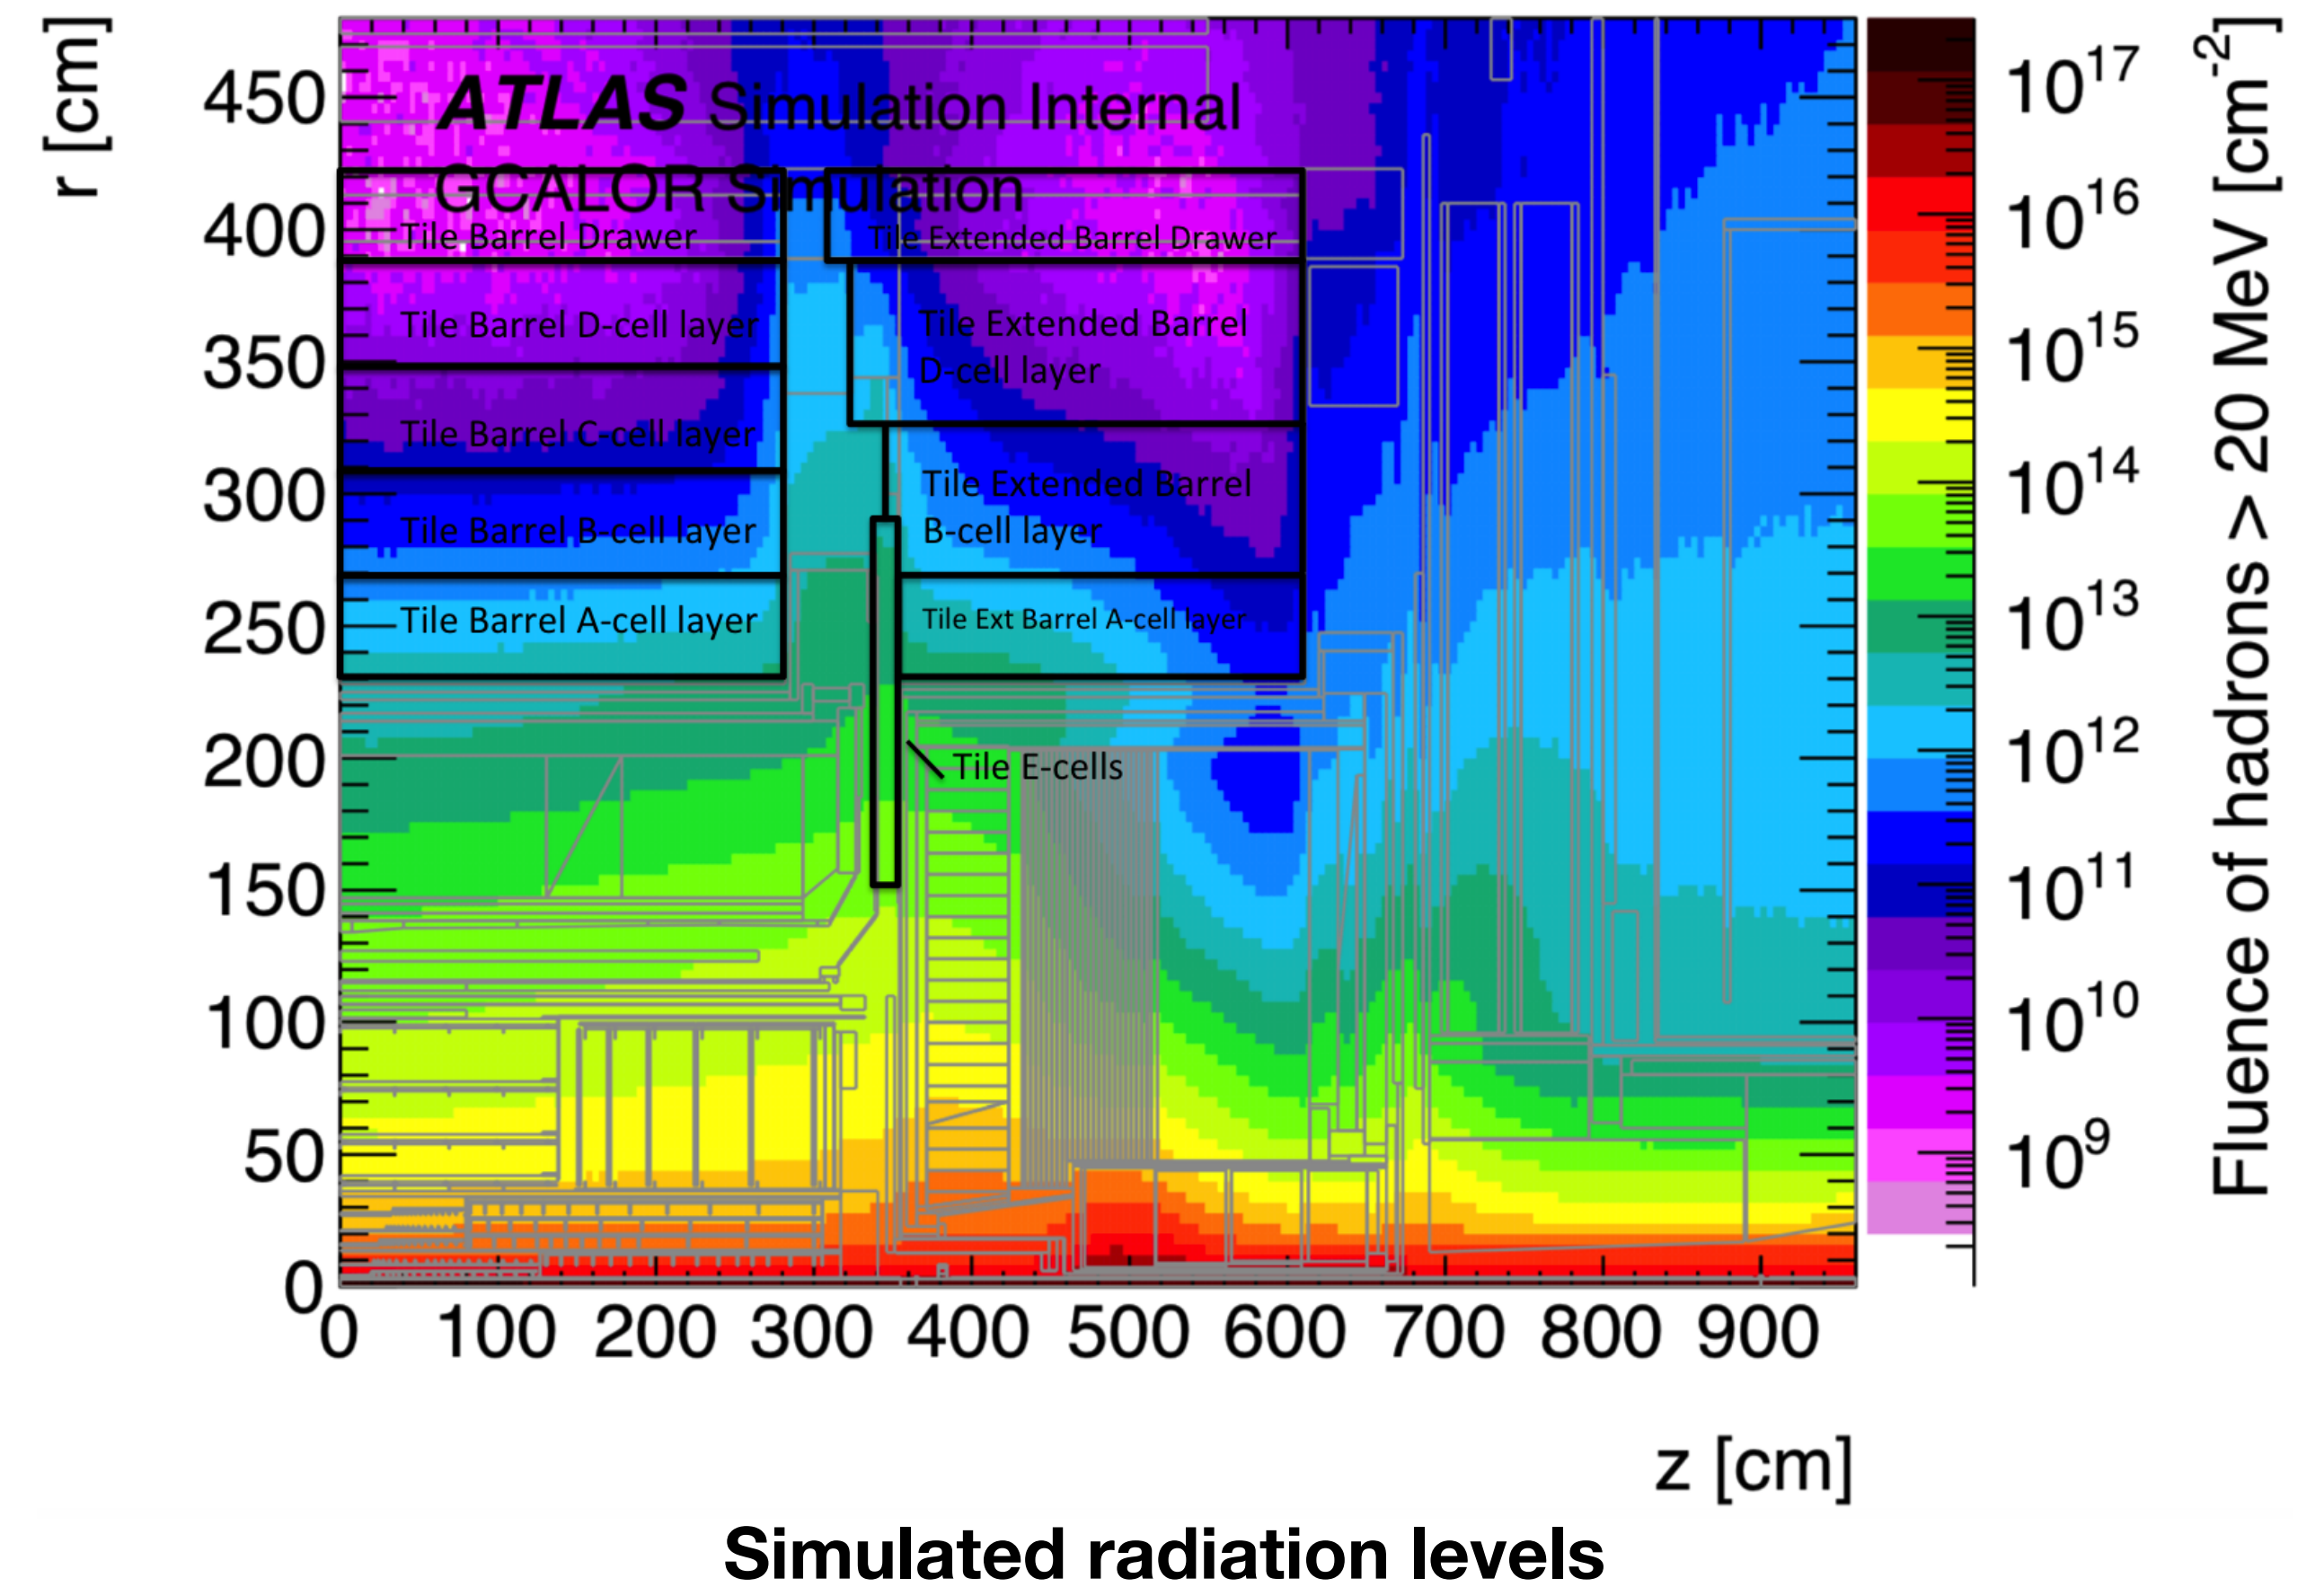 r [cm]
450
400
350
300
250
200
150
100
50
0
ATLAS Simulation Internal
GCALOR Simulation
Tile Barrel Drawer
Tile Extended Barrel Drawer
Tile Barrel D-cell layer
Tile Extended Barrel
D-cell layer
Tile Barrel C-cell layer
Tile Extended Barrel
B-cell layer
Tile Barrel B-cell layer
Tile Barrel A-cell layer
Tile Ext Barrel A-cell layer
Tile E-cells
0 100 200 300 400 500 600 700 800 900
z [cm]
10^17
10^16
10^15
10^14
10^13
10^12
10^11
10^10
10^9
Fluence of hadrons > 20 MeV [cm^-2]
Simulated radiation levels